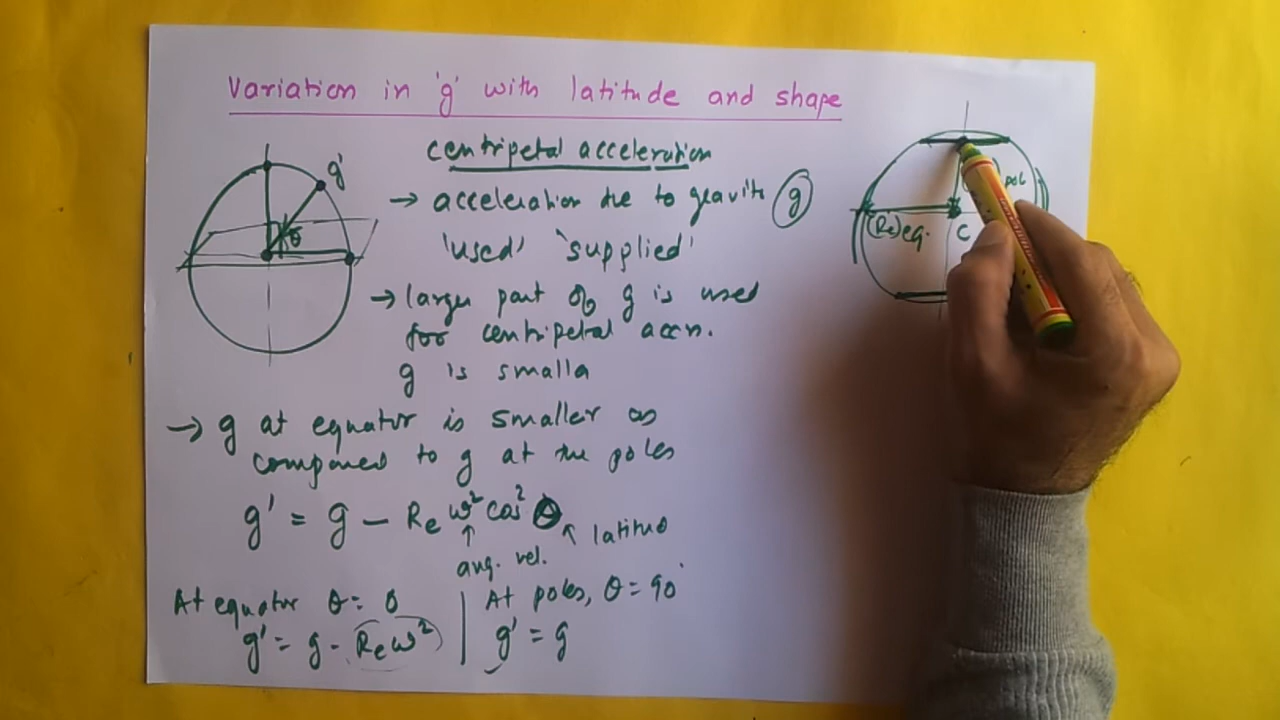 Variation in 'g' with latitude and shape
centripetal acceleration
g'
→ acceleration due to gravity g
'used' 'supplied'
θ
→ larger part of g is used
for centripetal accn.
g is smalla
→ g at equator is smaller as
compared to g at the poles
g' = g − Re ω² cos² θ
↑ ang. vel.
↖ latitude
At equator θ = 0
g' = g - Re ω²
At poles, θ = 90°
g' = g
pol
(Re)eq.
C